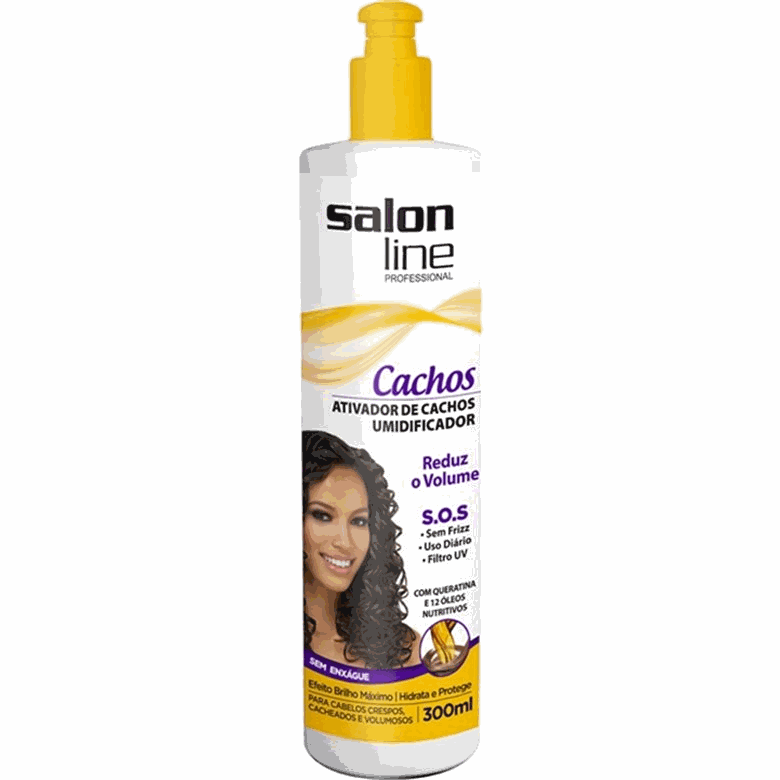 salon
line
PROFESSIONAL
Cachos
ATIVADOR DE CACHOS
UMIDIFICADOR
Reduz
o Volume
S.O.S
• Sem Frizz
• Uso Diário
• Filtro UV
COM QUERATINA
E 12 ÓLEOS
NUTRITIVOS
SEM ENXÁGUE
Efeito Brilho Máximo | Hidrata e Protege
PARA CABELOS CRESPOS,
CACHEADOS E VOLUMOSOS
300ml